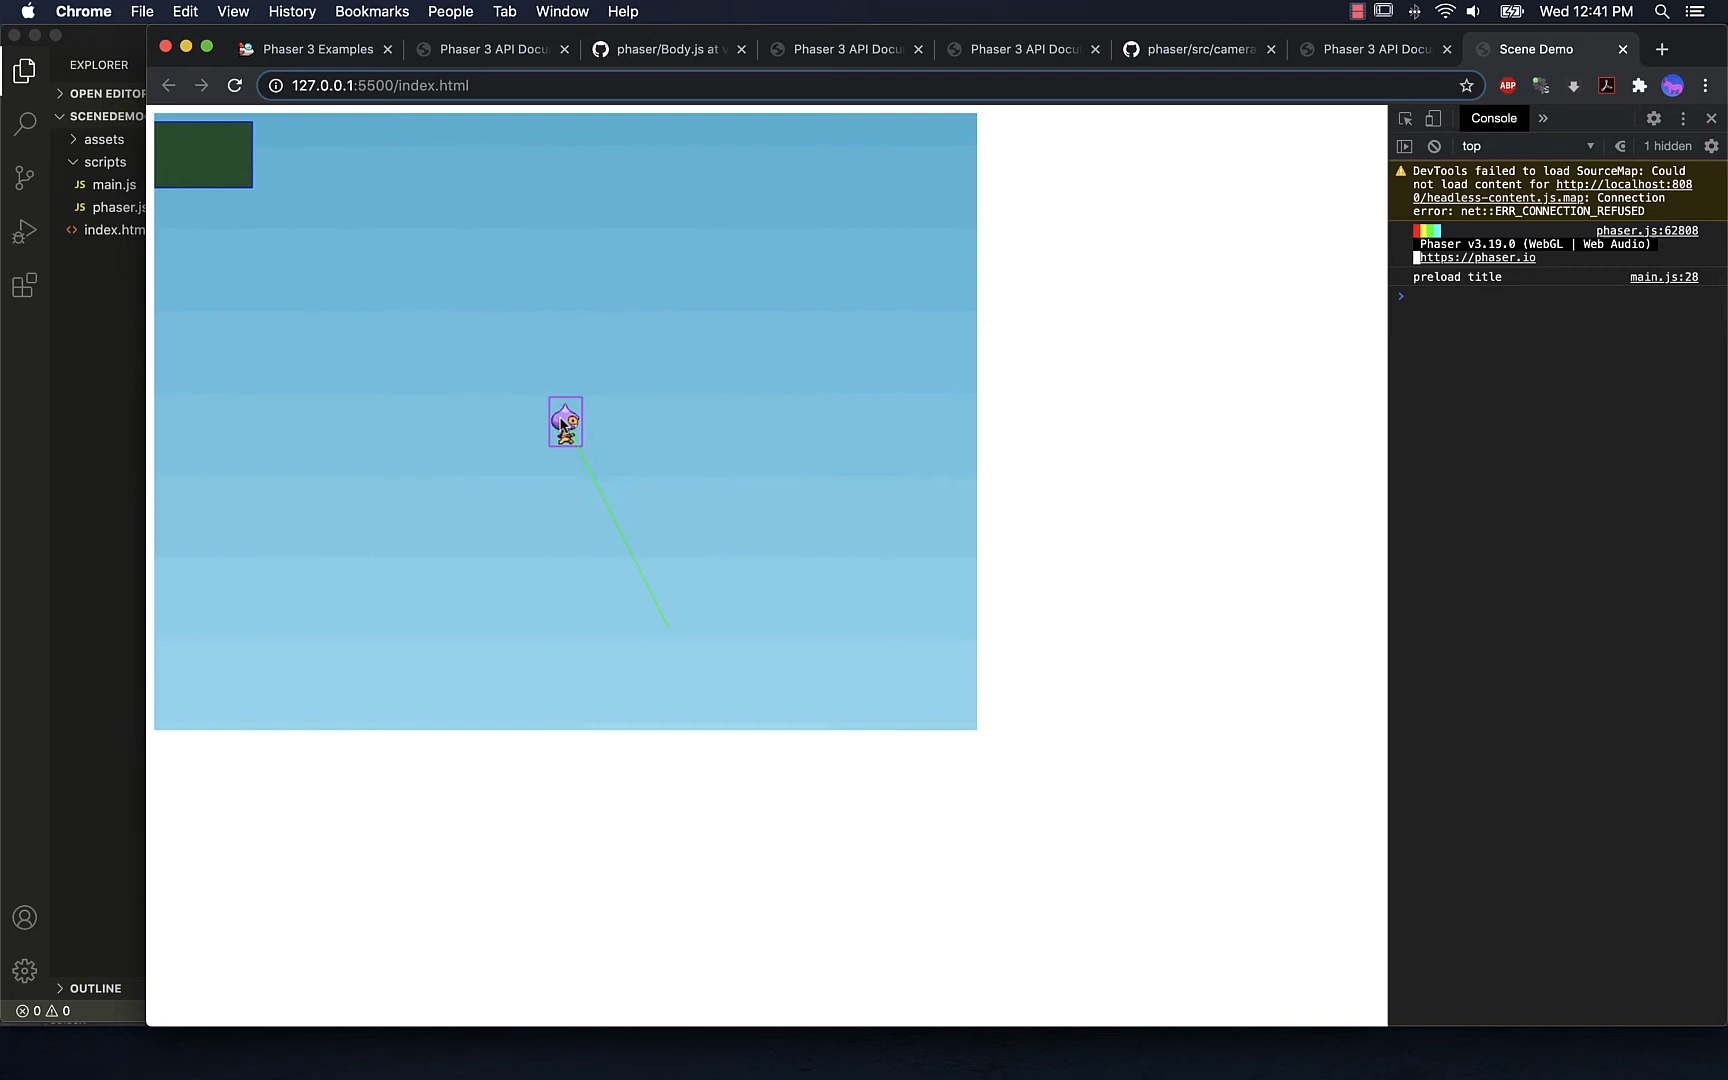 Chrome File Edit View History Bookmarks People Tab Window Help Wed 12:41 PM
Phaser 3 Examples Phaser 3 API Docu phaser/Body.js at v Phaser 3 API Docu Phaser 3 API Docu phaser/src/camera Phaser 3 API Docu Scene Demo
127.0.0.1:5500/index.html
ABP
EXPLORER
OPEN EDITOR
SCENEDEMO
assets
scripts
JS main.js
JS phaser.js
index.htm
OUTLINE
0 0
Console
top
1 hidden
DevTools failed to load SourceMap: Could
not load content for http://localhost:808
0/headless-content.js.map: Connection
error: net::ERR_CONNECTION_REFUSED
phaser.js:62808
Phaser v3.19.0 (WebGL | Web Audio)
https://phaser.io
preload title main.js:28